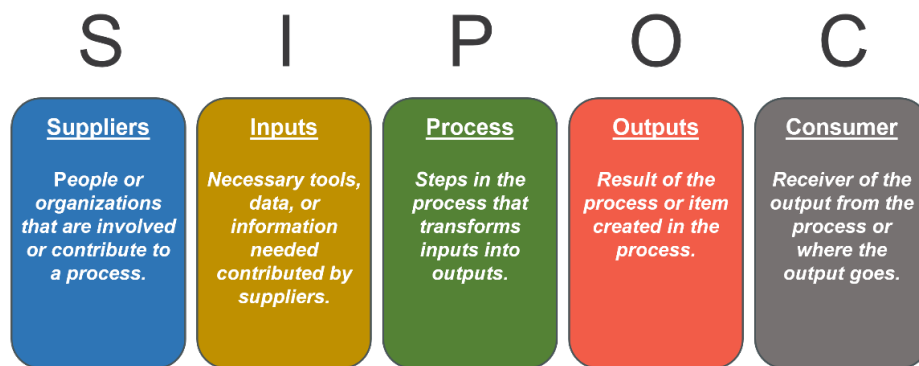 S I P O C
Suppliers
People or
organizations
that are involved
or contribute to
a process.
Inputs
Necessary tools,
data, or
information
needed
contributed by
suppliers.
Process
Steps in the
process that
transforms
inputs into
outputs.
Outputs
Result of the
process or item
created in the
process.
Consumer
Receiver of the
output from the
process or
where the
output goes.